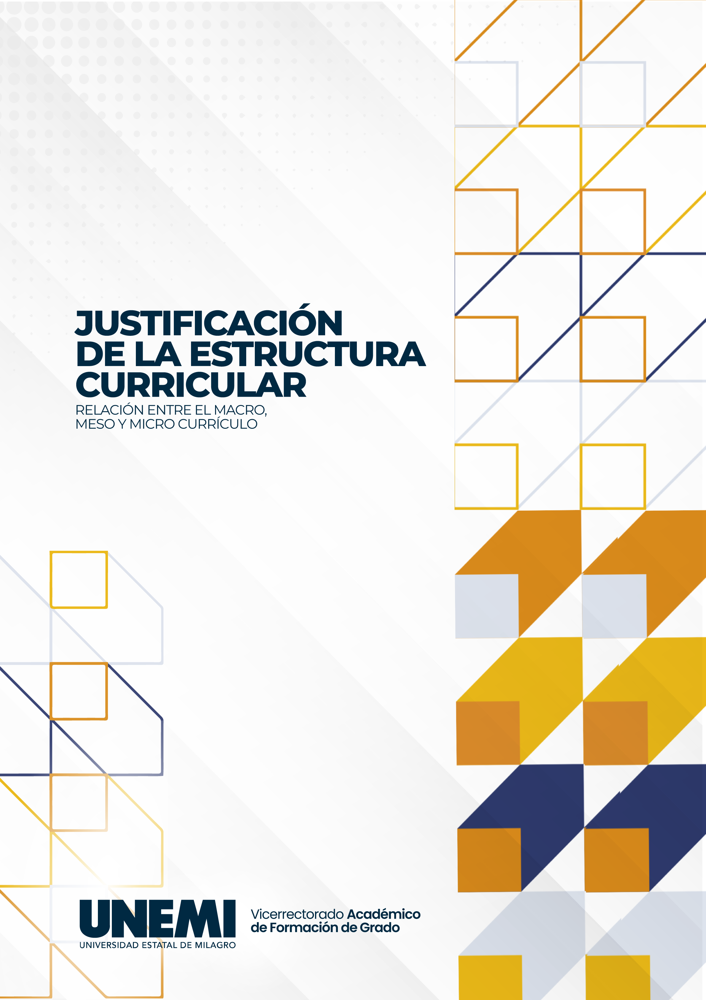 JUSTIFICACIÓN
DE LA ESTRUCTURA
CURRICULAR
RELACIÓN ENTRE EL MACRO,
MESO Y MICRO CURRÍCULO
UNEMI
UNIVERSIDAD ESTATAL DE MILAGRO
Vicerrectorado Académico
de Formación de Grado